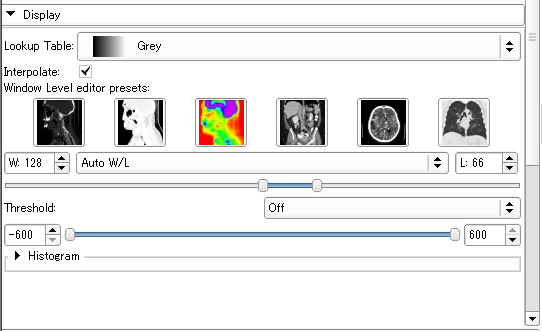 Display
Lookup Table: Grey
Interpolate:
Window Level editor presets:
W: 128 Auto W/L L: 66
Threshold: Off
-600 600
Histogram